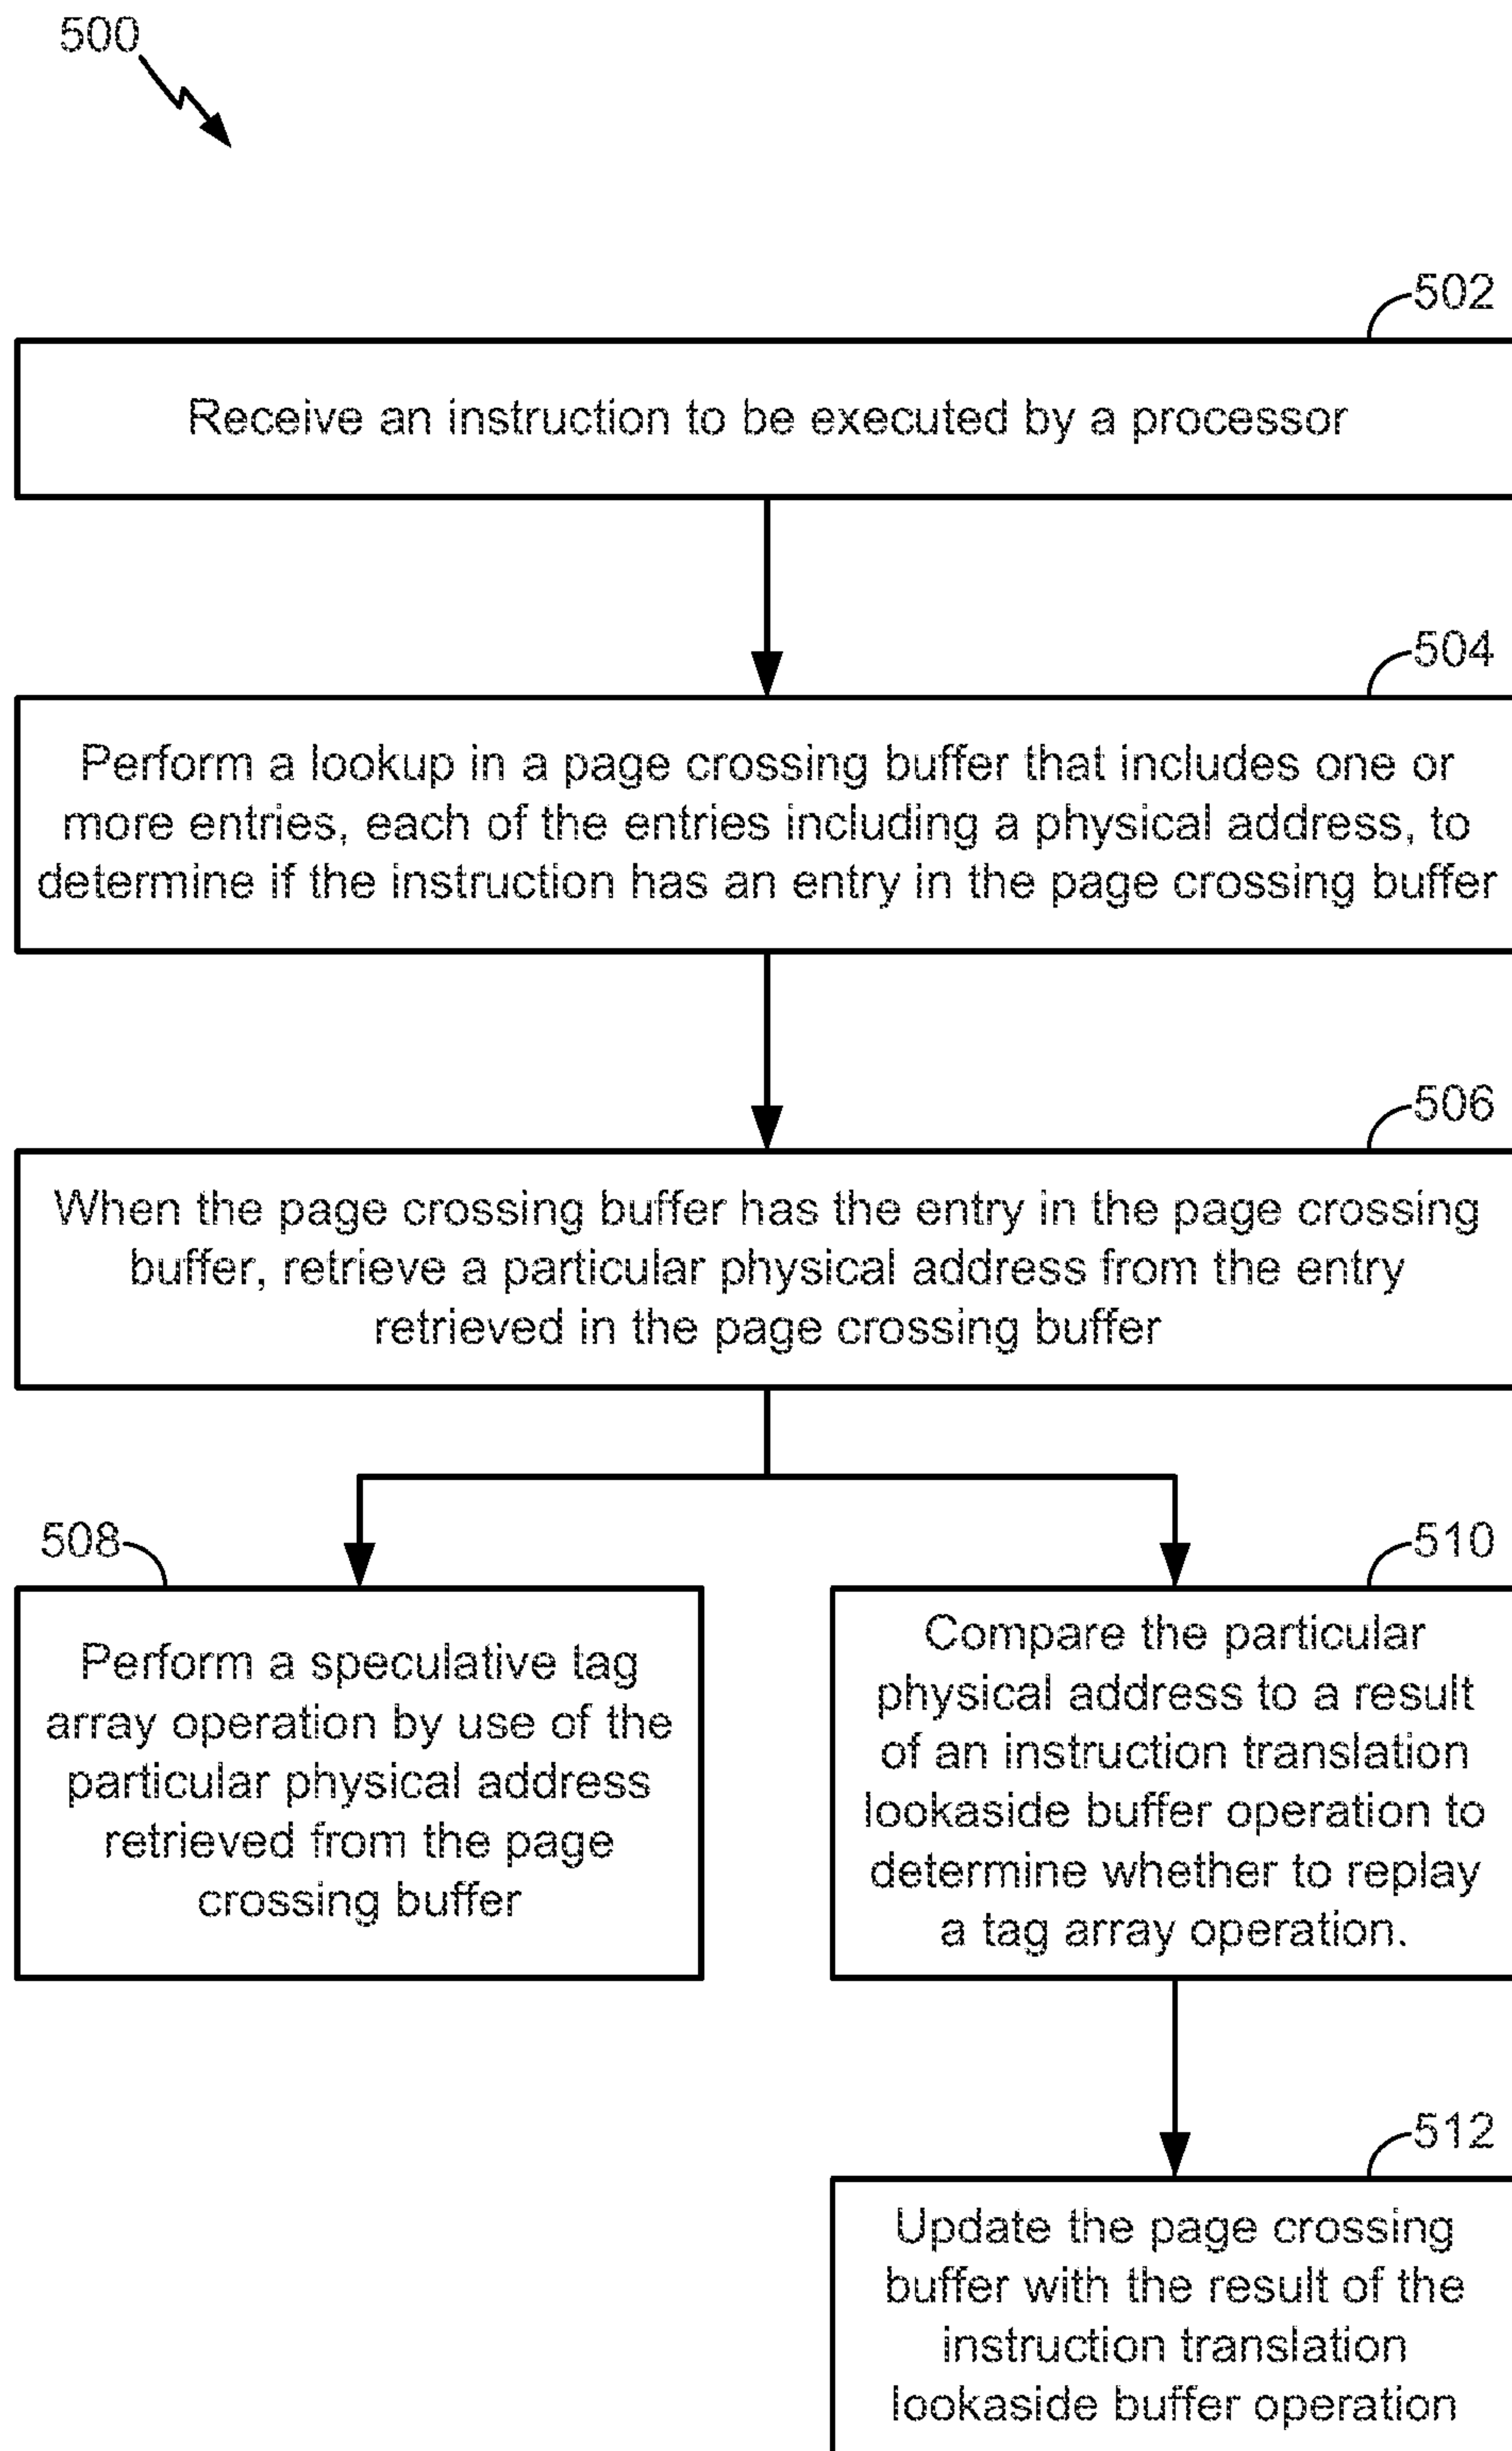 500
502
Receive an instruction to be executed by a processor
504
Perform a lookup in a page crossing buffer that includes one or
more entries, each of the entries including a physical address, to
determine if the instruction has an entry in the page crossing buffer
506
When the page crossing buffer has the entry in the page crossing
buffer, retrieve a particular physical address from the entry
retrieved in the page crossing buffer
508
Perform a speculative tag
array operation by use of the
particular physical address
retrieved from the page
crossing buffer
510
Compare the particular
physical address to a result
of an instruction translation
lookaside buffer operation to
determine whether to replay
a tag array operation.
512
Update the page crossing
buffer with the result of the
instruction translation
lookaside buffer operation